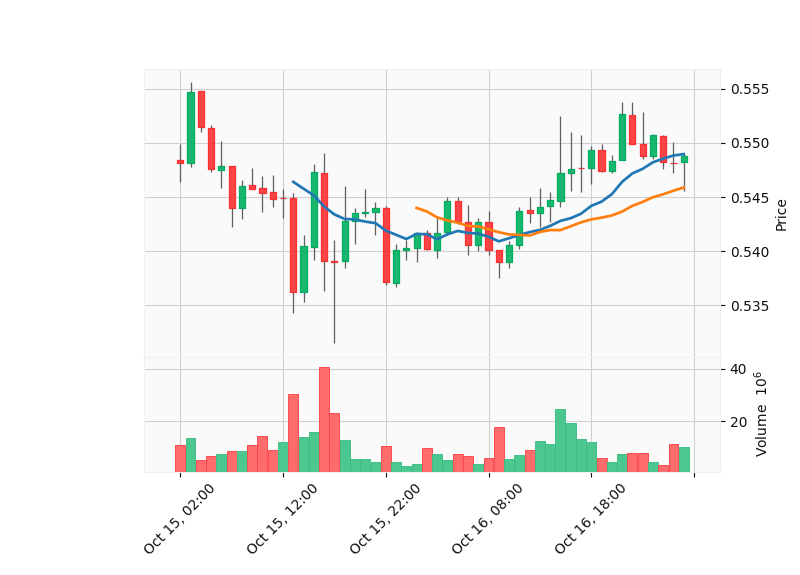 0.555
0.550
0.545
0.540
0.535
Price
40
20
Volume 10^6
Oct 15, 02:00
Oct 15, 12:00
Oct 15, 22:00
Oct 16, 08:00
Oct 16, 18:00